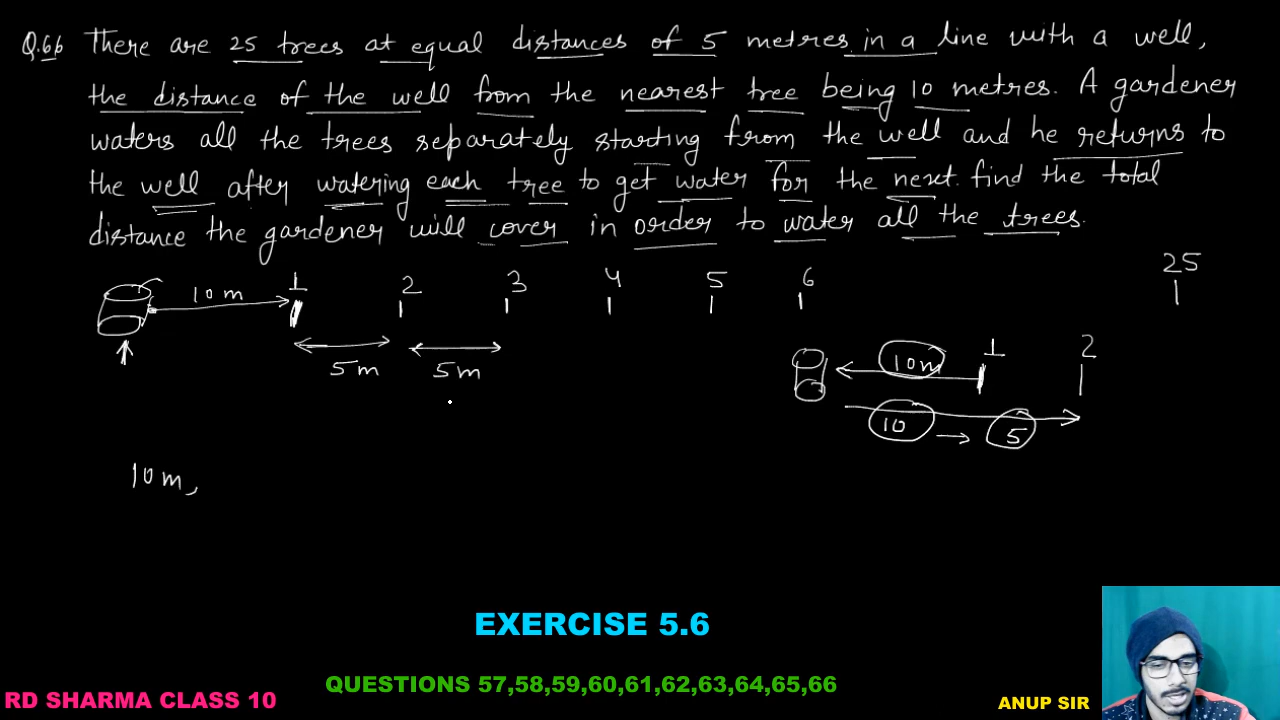 Q.66 There are 25 trees at equal distances of 5 metres in a line with a well,
the distance of the well from the nearest tree being 10 metres. A gardener
waters all the trees separately starting from the well and he returns to
the well after watering each tree to get water for the next. find the total
distance the gardener will cover in order to water all the trees.
10 m 1 2 3 4 5 6 25
5 m 5 m
10 m 1 2
10 5
10 m,
EXERCISE 5.6
QUESTIONS 57,58,59,60,61,62,63,64,65,66
RD SHARMA CLASS 10
ANUP SIR